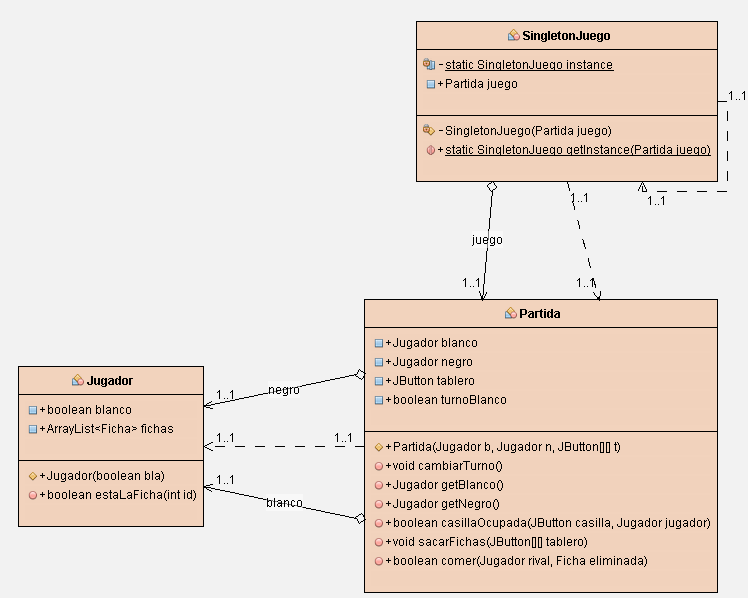 SingletonJuego
- static SingletonJuego instance
+ Partida juego
- SingletonJuego(Partida juego)
+ static SingletonJuego getInstance(Partida juego)
1..1
1..1
1..1
juego
1..1
1..1
Partida
+Jugador blanco
+Jugador negro
+JButton tablero
+boolean turnoBlanco
+Partida(Jugador b, Jugador n, JButton[][] t)
+void cambiarTurno()
+Jugador getBlanco()
+Jugador getNegro()
+boolean casillaOcupada(JButton casilla, Jugador jugador)
+void sacarFichas(JButton[][] tablero)
+boolean comer(Jugador rival, Ficha eliminada)
Jugador
+boolean blanco
+ArrayList<Ficha> fichas
+Jugador(boolean bla)
+boolean estaLaFicha(int id)
1..1
negro
1..1
1..1
1..1
blanco